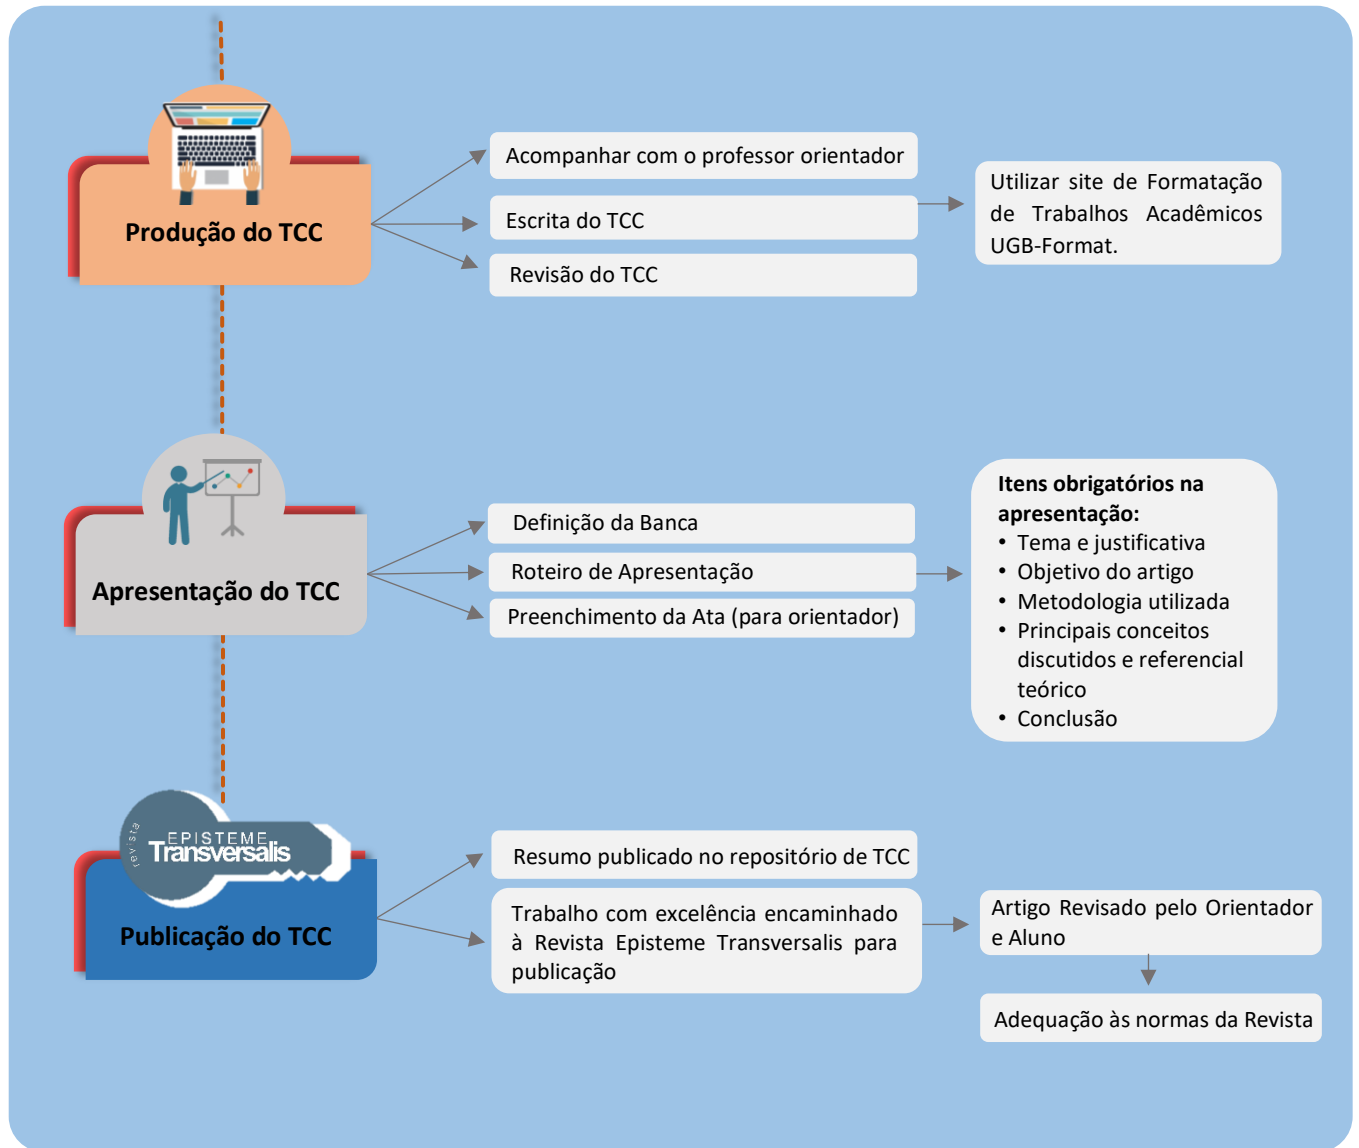 Produção do TCC
Acompanhar com o professor orientador
Escrita do TCC
Revisão do TCC
Utilizar site de Formatação
de Trabalhos Acadêmicos
UGB-Format.
Apresentação do TCC
Definição da Banca
Roteiro de Apresentação
Preenchimento da Ata (para orientador)
Itens obrigatórios na
apresentação:
• Tema e justificativa
• Objetivo do artigo
• Metodologia utilizada
• Principais conceitos
discutidos e referencial
teórico
• Conclusão
revista
EPISTEME
Transversalis
Publicação do TCC
Resumo publicado no repositório de TCC
Trabalho com excelência encaminhado
à Revista Episteme Transversalis para
publicação
Artigo Revisado pelo Orientador
e Aluno
Adequação às normas da Revista